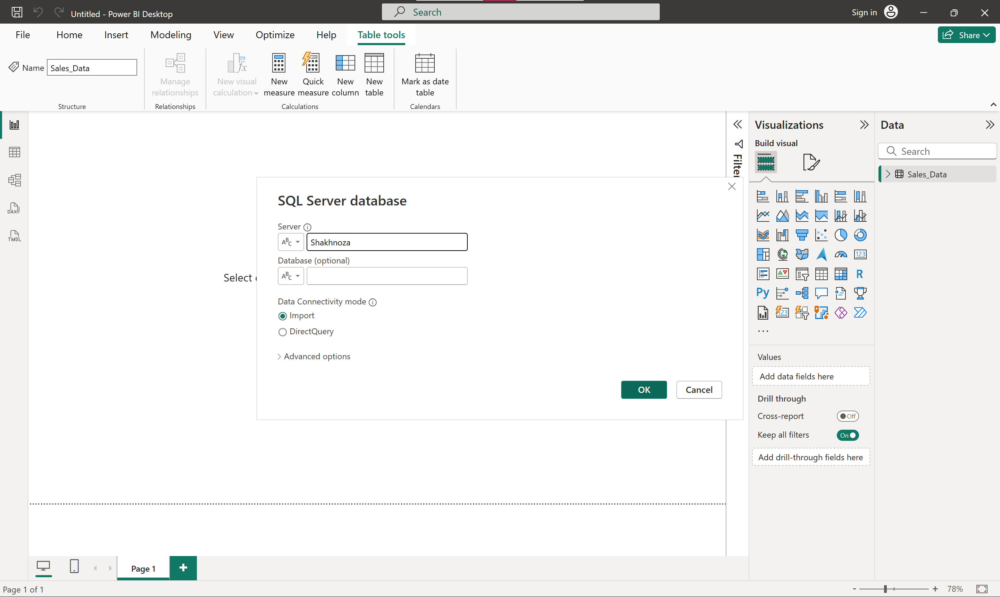 Untitled - Power BI Desktop
Search
Sign in
File Home Insert Modeling View Optimize Help Table tools
Share
Name Sales_Data
Manage relationships
New visual calculation
New measure
Quick measure
New column
New table
Mark as date table
Structure
Relationships
Calculations
Calendars
Filter
Visualizations
Build visual
Data
Search
Sales_Data
DAX
TMDL
Select
SQL Server database
Server
ABC Shakhnoza
Database (optional)
ABC
Data Connectivity mode
Import
DirectQuery
Advanced options
OK Cancel
123
R
Py
123
Values
Add data fields here
Drill through
Cross-report Off
Keep all filters On
Add drill-through fields here
Page 1
+
Page 1 of 1
- + 78%